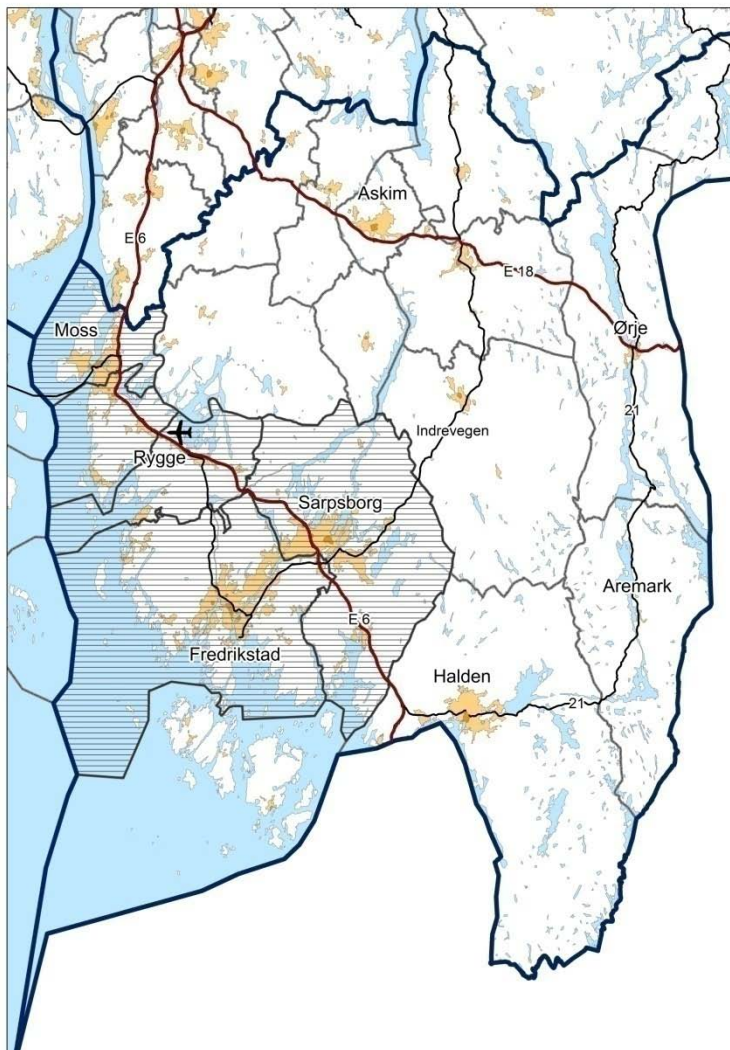 Askim
E 6
E 18
Moss
Ørje
21
Indrevegen
Rygge
Sarpsborg
Aremark
E 6
Fredrikstad
Halden
21